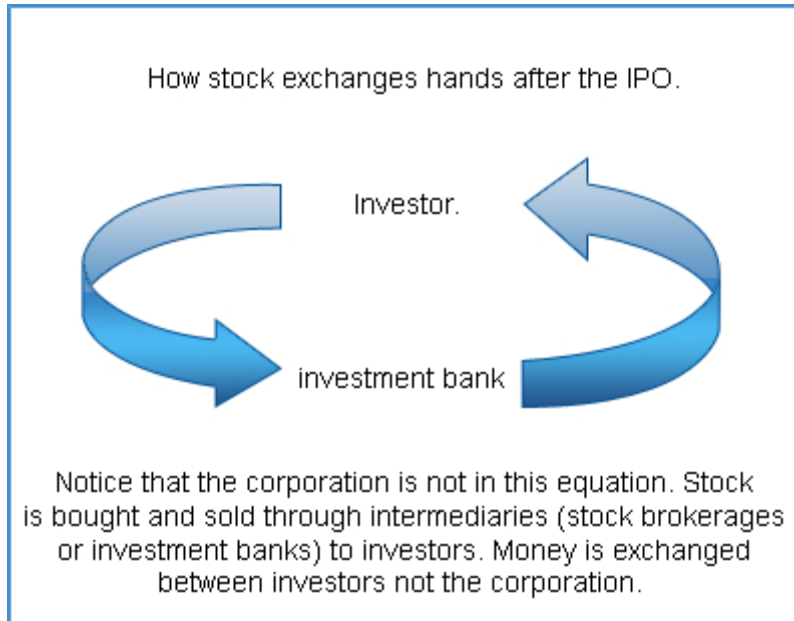 How stock exchanges hands after the IPO.
Investor.
investment bank
Notice that the corporation is not in this equation. Stock
is bought and sold through intermediaries (stock brokerages
or investment banks) to investors. Money is exchanged
between investors not the corporation.